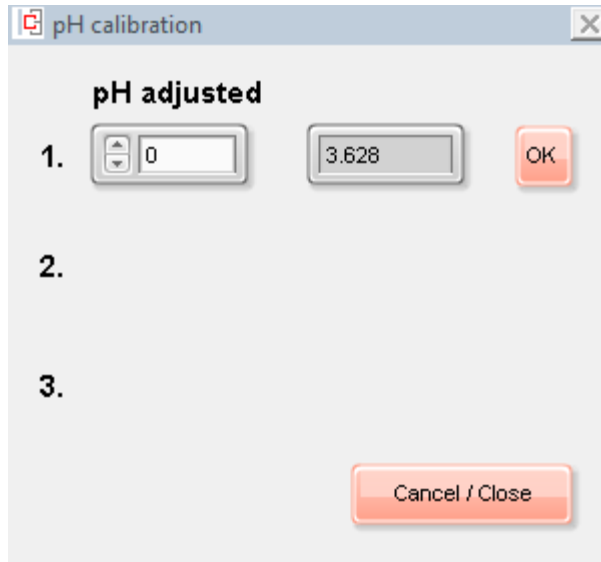 pH calibration
pH adjusted
1. 0 3.628 OK
2.
3.
Cancel / Close